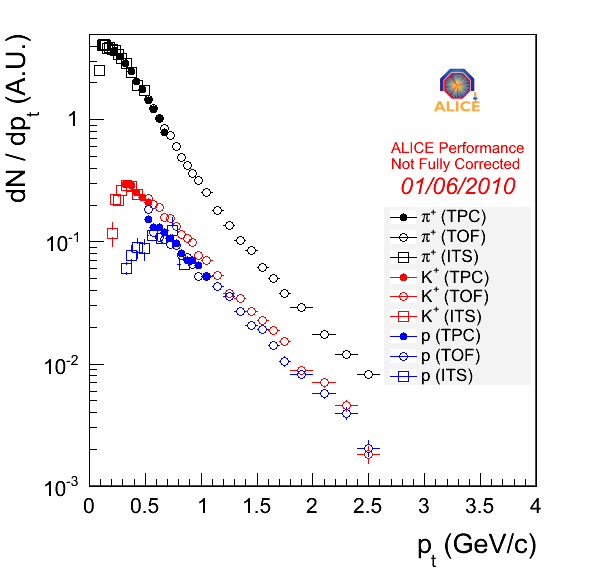 dN / dpt (A.U.)
1
10-1
10-2
10-3
0 0.5 1 1.5 2 2.5 3 3.5 4
pt (GeV/c)
ALICE
ALICE Performance
Not Fully Corrected
01/06/2010
π+ (TPC)
π+ (TOF)
π+ (ITS)
K+ (TPC)
K+ (TOF)
K+ (ITS)
p (TPC)
p (TOF)
p (ITS)